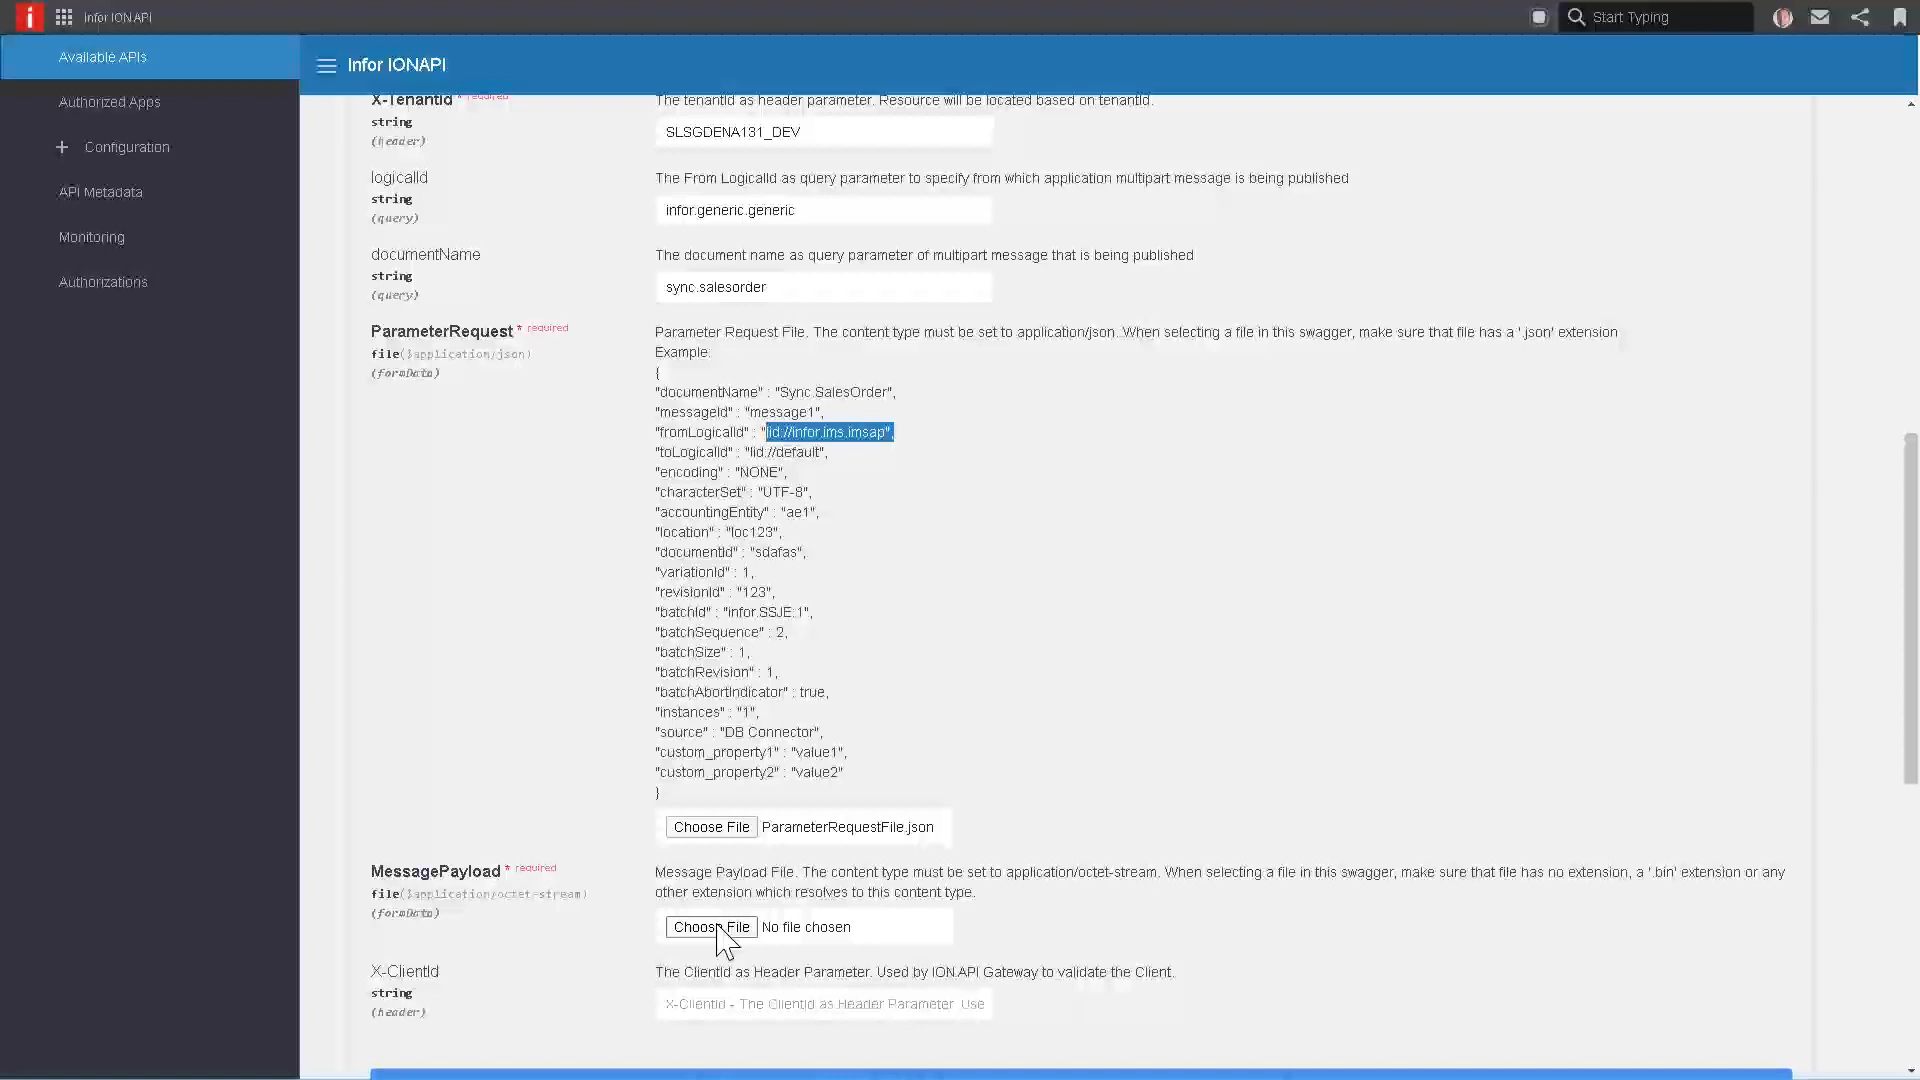 Infor ION API
Start Typing
Available APIs
Infor IONAPI
Authorized Apps
Configuration
API Metadata
Monitoring
Authorizations
X-TenantId * required
The tenantId as header parameter. Resource will be located based on tenantId.
string
SLSGDENA131_DEV
(header)
logicalId
The From LogicalId as query parameter to specify from which application multipart message is being published
string
infor.generic.generic
(query)
documentName
The document name as query parameter of multipart message that is being published
string
sync.salesorder
(query)
ParameterRequest * required
Parameter Request File. The content type must be set to application/json. When selecting a file in this swagger, make sure that file has a '.json' extension
file($application/json)
Example:
(formData)
{
"documentName" : "Sync.SalesOrder",
"messageId" : "message1",
"fromLogicalId" : "lid://infor.ims.imsap",
"toLogicalId" : "lid://default",
"encoding" : "NONE",
"characterSet" : "UTF-8",
"accountingEntity" : "ae1",
"location" : "loc123",
"documentId" : "sdafas",
"variationId" : 1,
"revisionId" : "123",
"batchId" : "infor.SSJE:1",
"batchSequence" : 2,
"batchSize" : 1,
"batchRevision" : 1,
"batchAbortIndicator" : true,
"instances" : "1",
"source" : "DB Connector",
"custom_property1" : "value1",
"custom_property2" : "value2"
}
Choose File ParameterRequestFile.json
MessagePayload * required
Message Payload File. The content type must be set to application/octet-stream. When selecting a file in this swagger, make sure that file has no extension, a '.bin' extension or any
file($application/octet-stream)
other extension which resolves to this content type.
(formData)
Choose File No file chosen
X-ClientId
The ClientId as Header Parameter. Used by ION.API Gateway to validate the Client.
string
X-ClientId - The ClientId as Header Parameter. Use
(header)